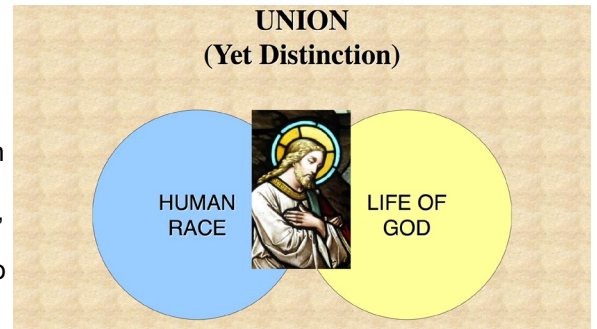 UNION
(Yet Distinction)
HUMAN
RACE
LIFE OF
GOD